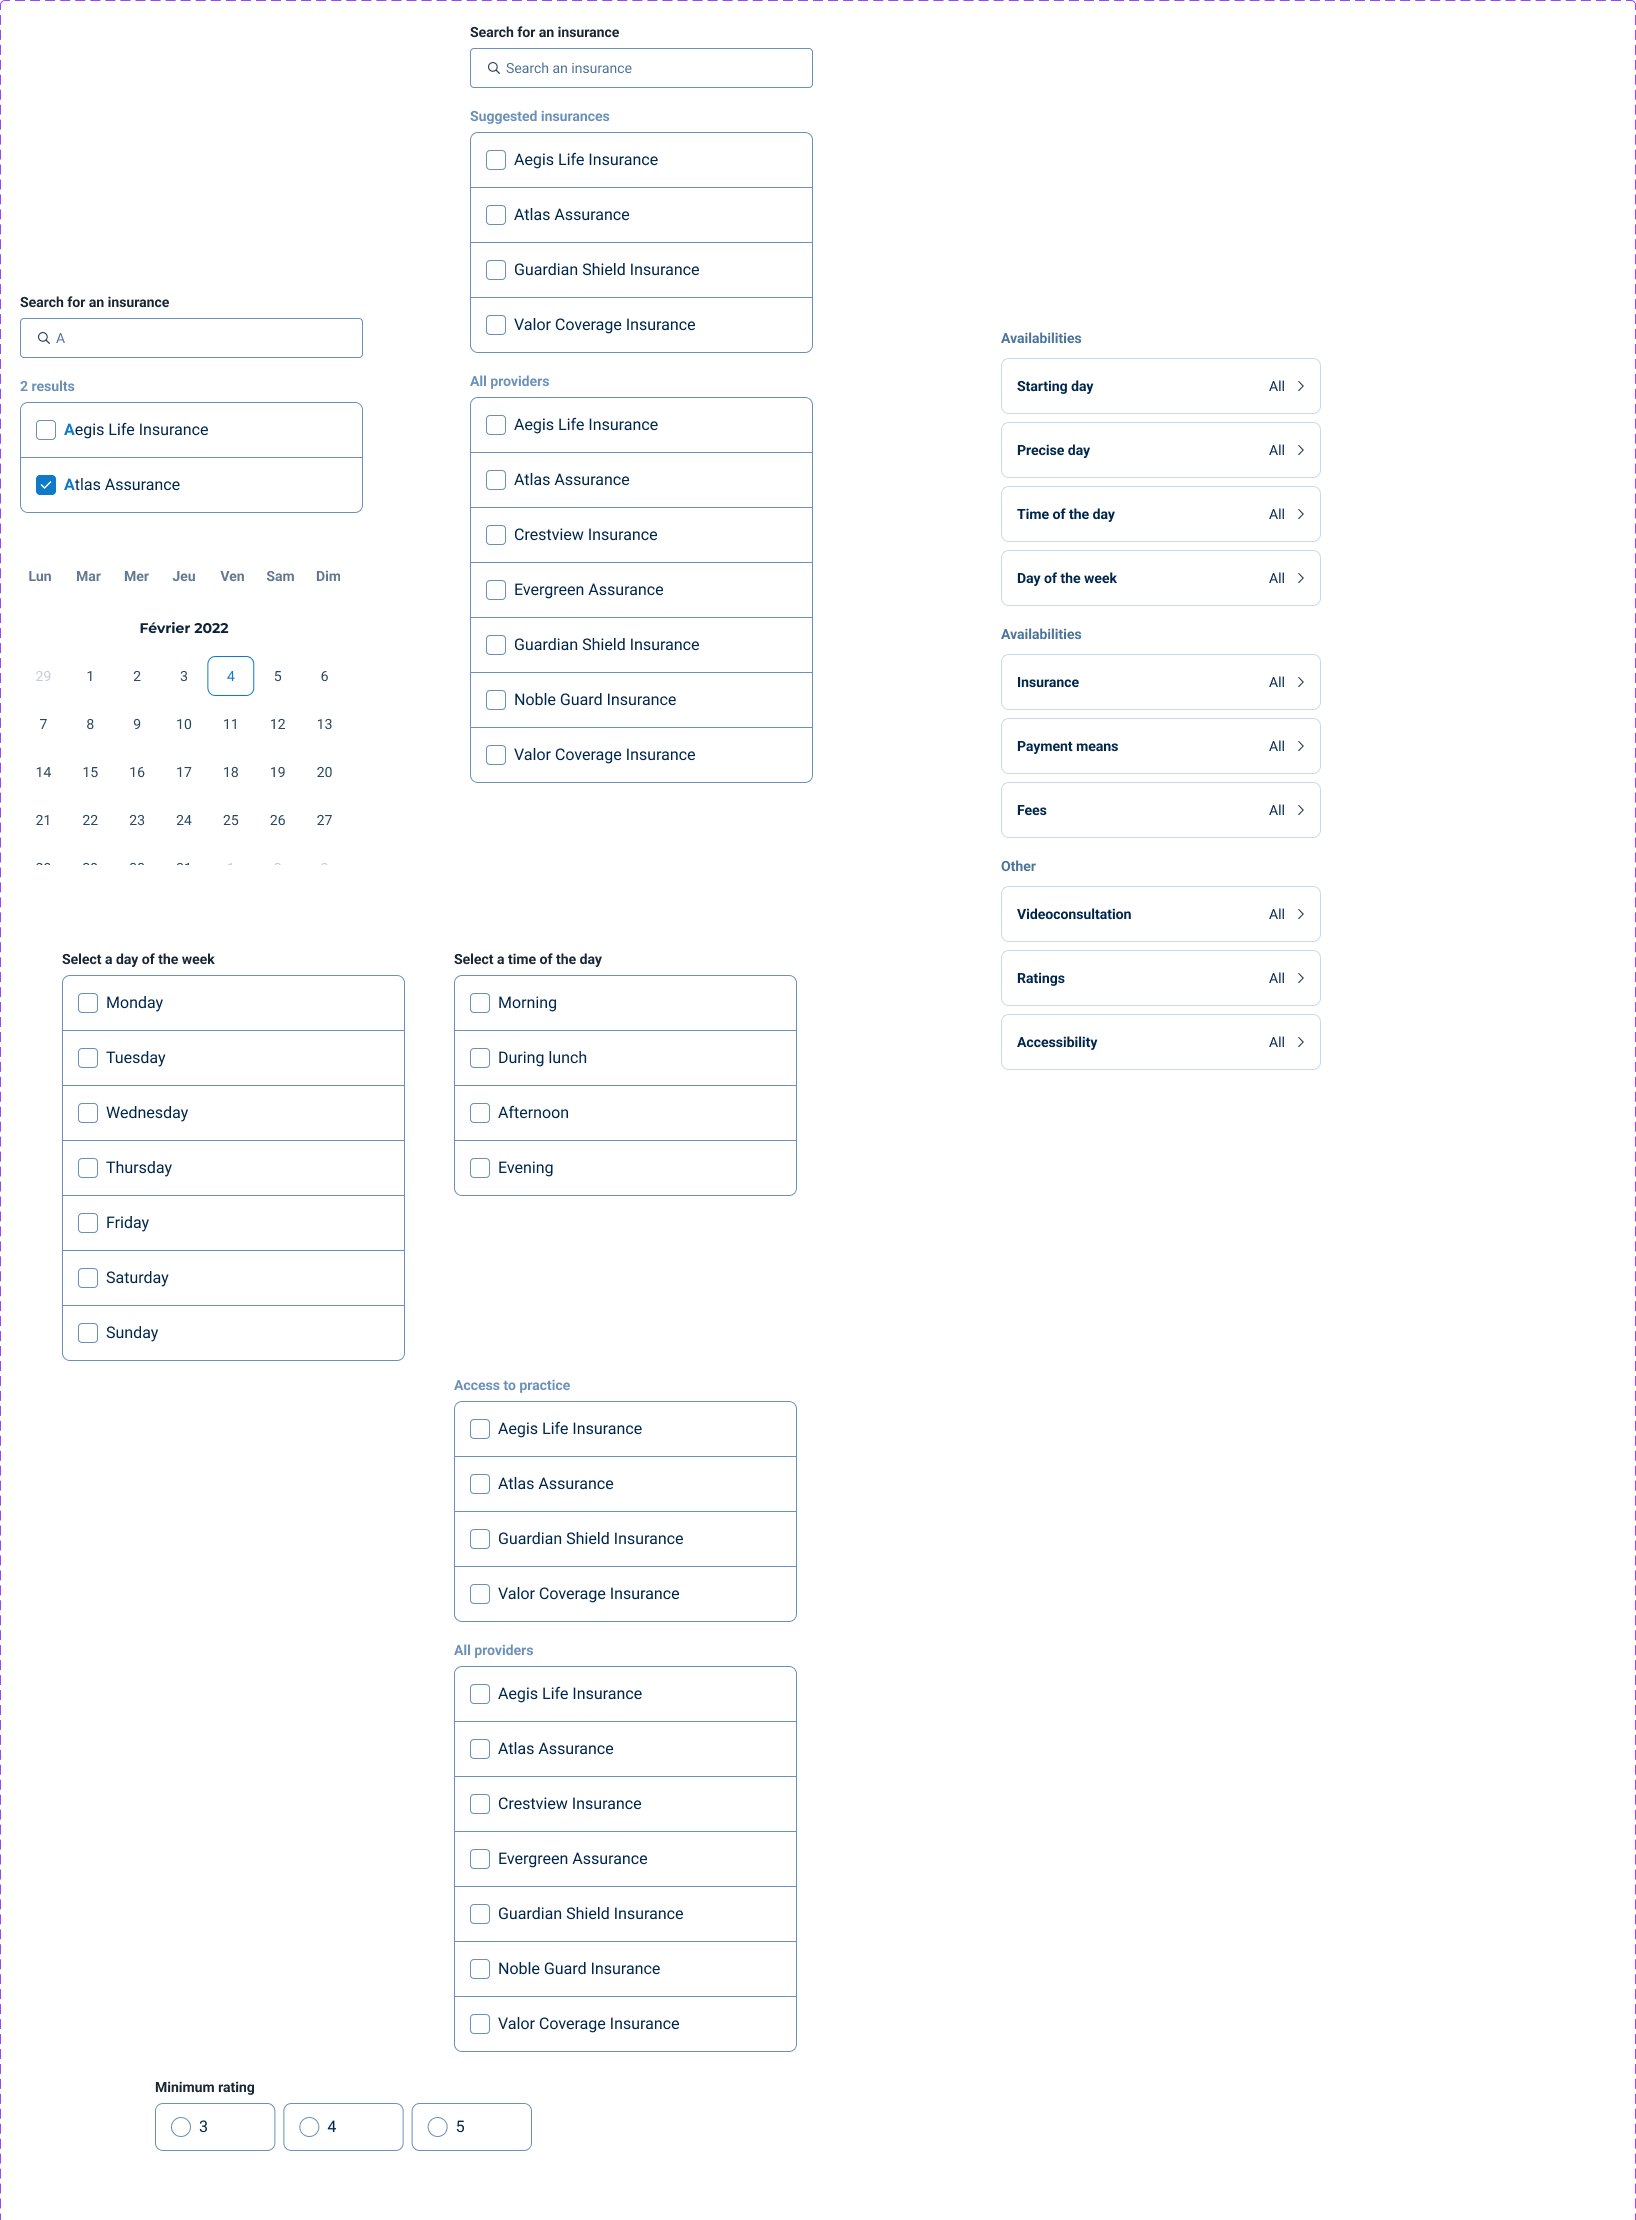 Search for an insurance
Search an insurance
Suggested insurances
Aegis Life Insurance
Atlas Assurance
Guardian Shield Insurance
Valor Coverage Insurance
All providers
Aegis Life Insurance
Atlas Assurance
Crestview Insurance
Evergreen Assurance
Guardian Shield Insurance
Noble Guard Insurance
Valor Coverage Insurance
Search for an insurance
A
2 results
Aegis Life Insurance
Atlas Assurance
Lun Mar Mer Jeu Ven Sam Dim
Février 2022
29 1 2 3 4 5 6
7 8 9 10 11 12 13
14 15 16 17 18 19 20
21 22 23 24 25 26 27
Availabilities
Starting day All
Precise day All
Time of the day All
Day of the week All
Availabilities
Insurance All
Payment means All
Fees All
Other
Videoconsultation All
Ratings All
Accessibility All
Select a day of the week
Monday
Tuesday
Wednesday
Thursday
Friday
Saturday
Sunday
Select a time of the day
Morning
During lunch
Afternoon
Evening
Access to practice
Aegis Life Insurance
Atlas Assurance
Guardian Shield Insurance
Valor Coverage Insurance
All providers
Aegis Life Insurance
Atlas Assurance
Crestview Insurance
Evergreen Assurance
Guardian Shield Insurance
Noble Guard Insurance
Valor Coverage Insurance
Minimum rating
3 4 5